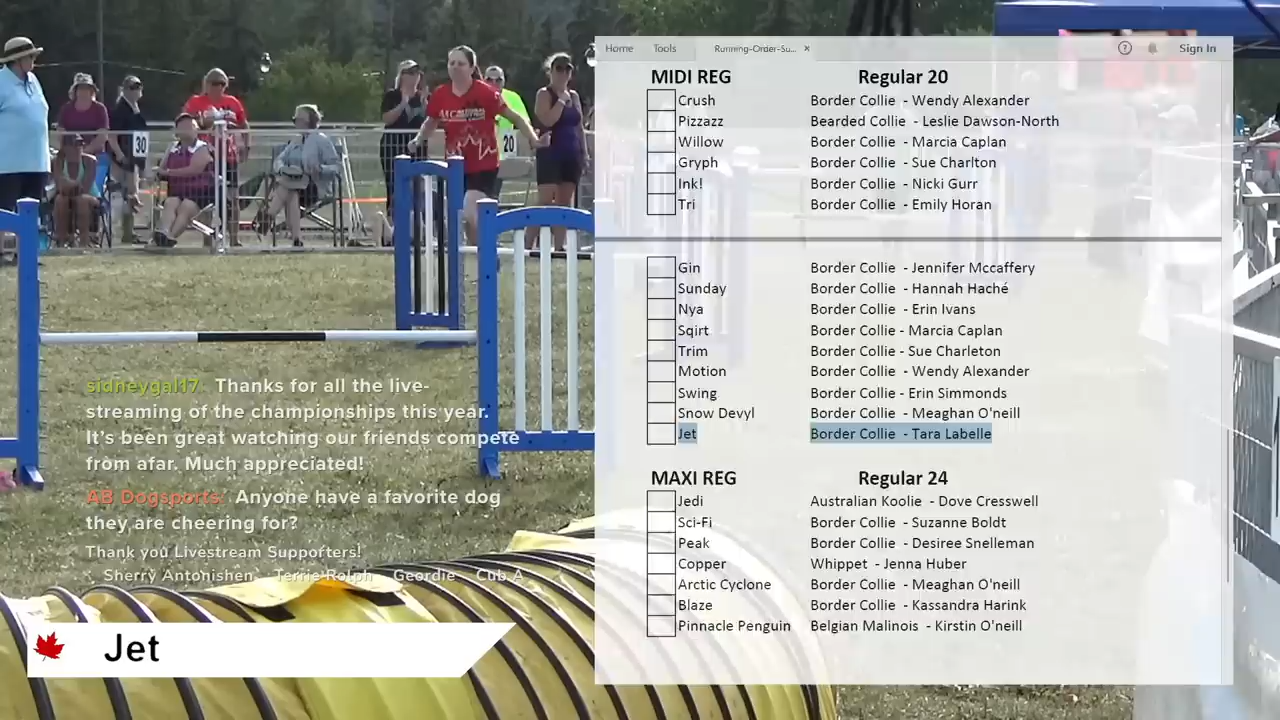 Home Tools Running-Order-Su... × ? Sign In
MIDI REG Regular 20
Crush Border Collie - Wendy Alexander
Pizzazz Bearded Collie - Leslie Dawson-North
Willow Border Collie - Marcia Caplan
Gryph Border Collie - Sue Charlton
Ink! Border Collie - Nicki Gurr
Tri Border Collie - Emily Horan
Gin Border Collie - Jennifer Mccaffery
Sunday Border Collie - Hannah Haché
Nya Border Collie - Erin Ivans
Sqirt Border Collie - Marcia Caplan
Trim Border Collie - Sue Charleton
Motion Border Collie - Wendy Alexander
Swing Border Collie - Erin Simmonds
Snow Devyl Border Collie - Meaghan O'neill
Jet Border Collie - Tara Labelle
MAXI REG Regular 24
Jedi Australian Koolie - Dove Cresswell
Sci-Fi Border Collie - Suzanne Boldt
Peak Border Collie - Desiree Snelleman
Copper Whippet - Jenna Huber
Arctic Cyclone Border Collie - Meaghan O'neill
Blaze Border Collie - Kassandra Harink
Pinnacle Penguin Belgian Malinois - Kirstin O'neill
30
20
sidneygal17 Thanks for all the live-
streaming of the championships this year.
It's been great watching our friends compete
from afar. Much appreciated!
AB Dogsports: Anyone have a favorite dog
they are cheering for?
Thank you Livestream Supporters!
Sherry Antonishen Terrie Rolph Geordie Cub A
Jet